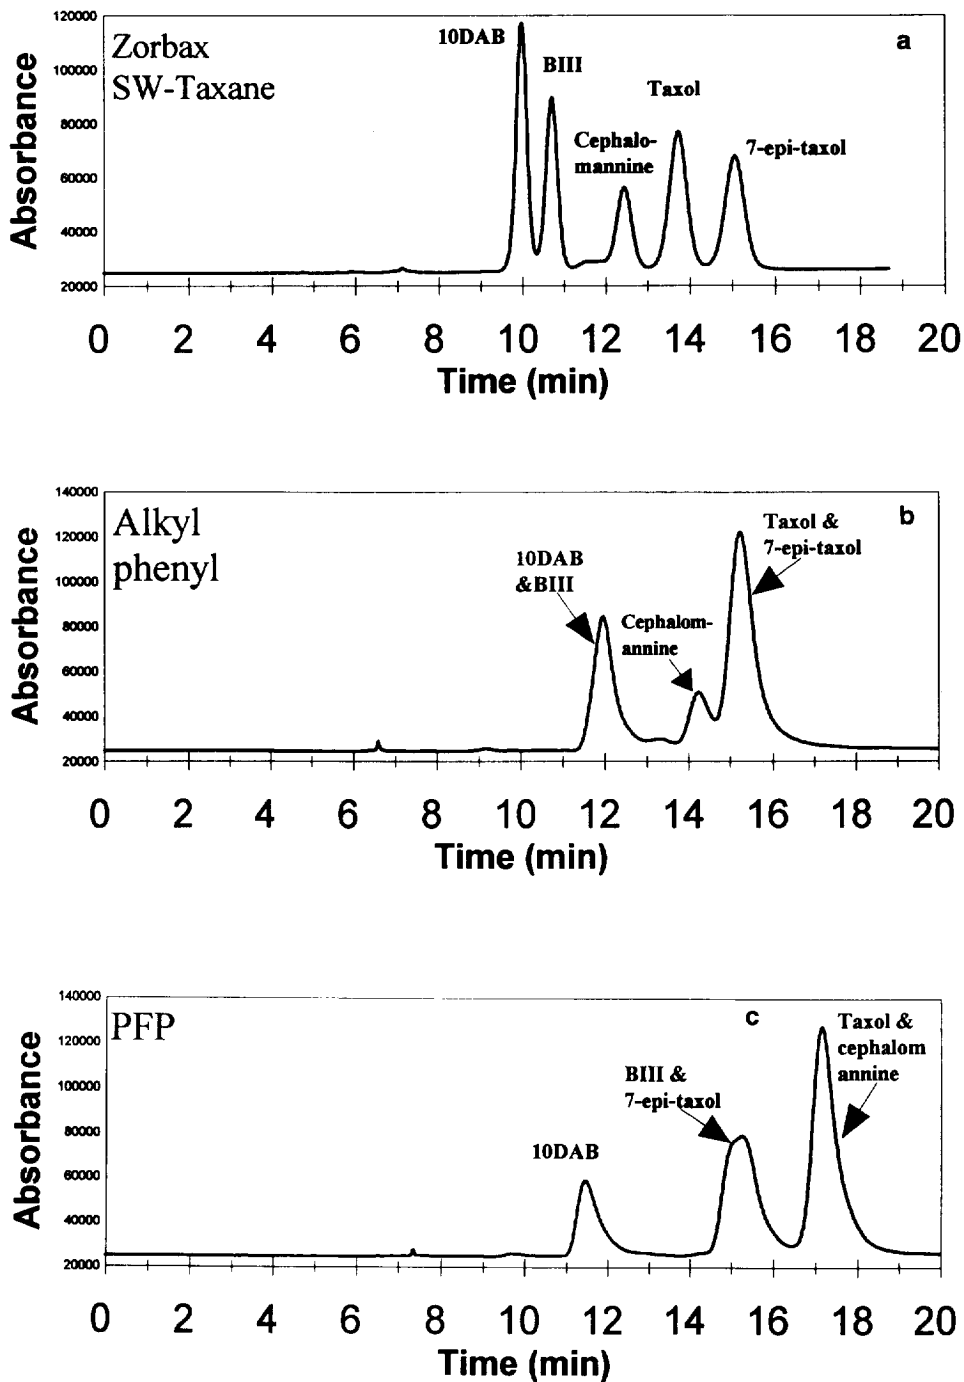 120000
100000
80000
60000
40000
20000
Absorbance
Zorbax
SW-Taxane
10DAB
BIII
Cephalo-
mannine
Taxol
7-epi-taxol
a
0 2 4 6 8 10 12 14 16 18 20
Time (min)
140000
120000
100000
80000
60000
40000
20000
Absorbance
Alkyl
phenyl
10DAB
&BIII
Cephalom-
annine
Taxol &
7-epi-taxol
b
0 2 4 6 8 10 12 14 16 18 20
Time (min)
140000
120000
100000
80000
60000
40000
20000
Absorbance
PFP
10DAB
BIII &
7-epi-taxol
c
Taxol &
cephalom
annine
0 2 4 6 8 10 12 14 16 18 20
Time (min)